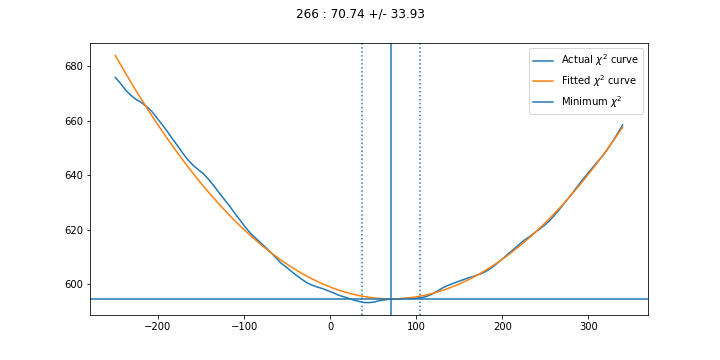 266 : 70.74 +/- 33.93
Actual χ² curve
Fitted χ² curve
Minimum χ²
680
660
640
620
600
−200
−100
0
100
200
300